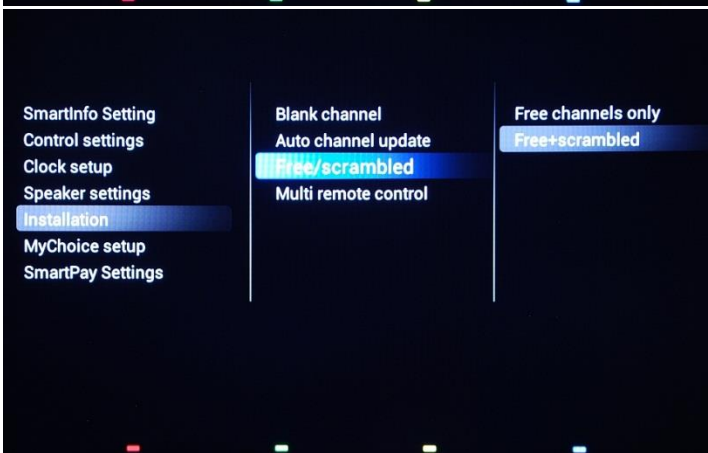 SmartInfo Setting
Control settings
Clock setup
Speaker settings
Installation
MyChoice setup
SmartPay Settings
Blank channel
Auto channel update
Free/scrambled
Multi remote control
Free channels only
Free+scrambled